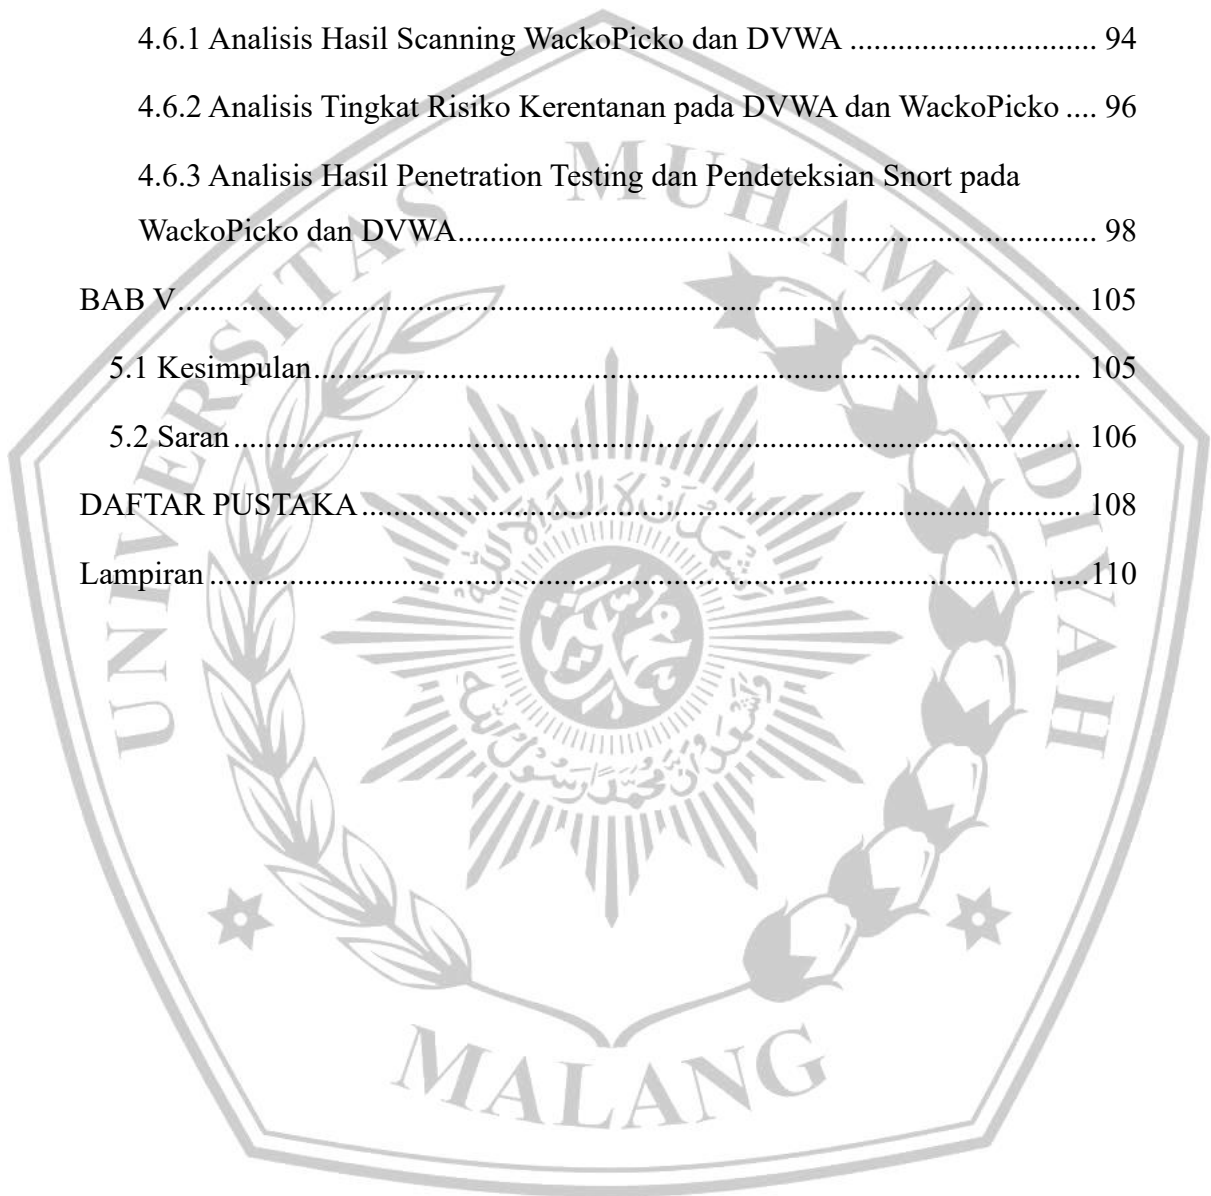 4.6.1 Analisis Hasil Scanning WackoPicko dan DVWA ............................... 94
4.6.2 Analisis Tingkat Risiko Kerentanan pada DVWA dan WackoPicko .... 96
4.6.3 Analisis Hasil Penetration Testing dan Pendeteksian Snort pada
WackoPicko dan DVWA................................................................................ 98
BAB V................................................................................................................. 105
5.1 Kesimpulan................................................................................................ 105
5.2 Saran .......................................................................................................... 106
DAFTAR PUSTAKA .......................................................................................... 108
Lampiran ..............................................................................................................110
UNIVERSITAS MUHAMMADIYAH
MALANG